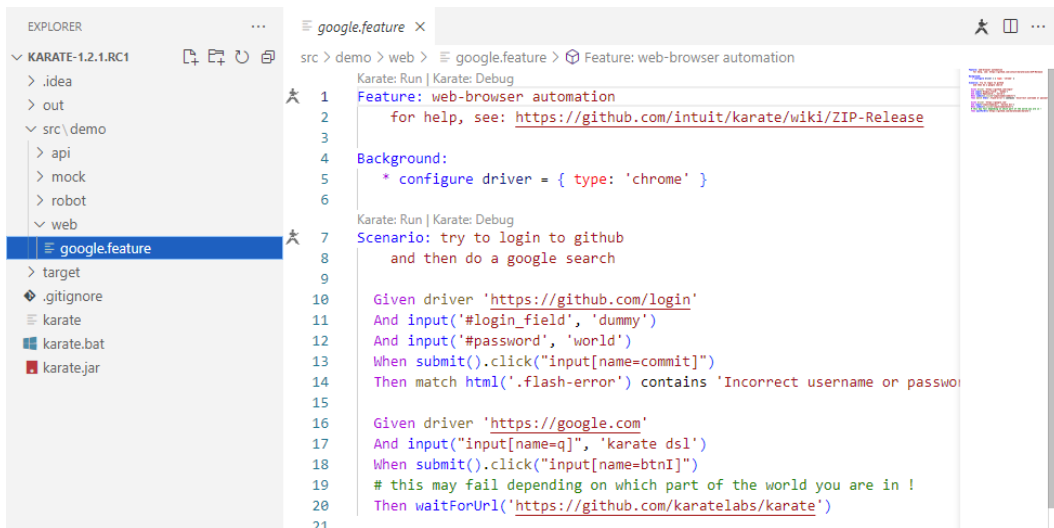 EXPLORER
KARATE-1.2.1.RC1
.idea
out
src\demo
api
mock
robot
web
google.feature
target
.gitignore
karate
karate.bat
karate.jar
google.feature
src > demo > web > google.feature > Feature: web-browser automation
Karate: Run | Karate: Debug
1 Feature: web-browser automation
2 for help, see: https://github.com/intuit/karate/wiki/ZIP-Release
3
4 Background:
5 * configure driver = { type: 'chrome' }
6
Karate: Run | Karate: Debug
7 Scenario: try to login to github
8 and then do a google search
9
10 Given driver 'https://github.com/login'
11 And input('#login_field', 'dummy')
12 And input('#password', 'world')
13 When submit().click("input[name=commit]")
14 Then match html('.flash-error') contains 'Incorrect username or passwor
15
16 Given driver 'https://google.com'
17 And input("input[name=q]", 'karate dsl')
18 When submit().click("input[name=btnI]")
19 # this may fail depending on which part of the world you are in !
20 Then waitForUrl('https://github.com/karatelabs/karate')
21